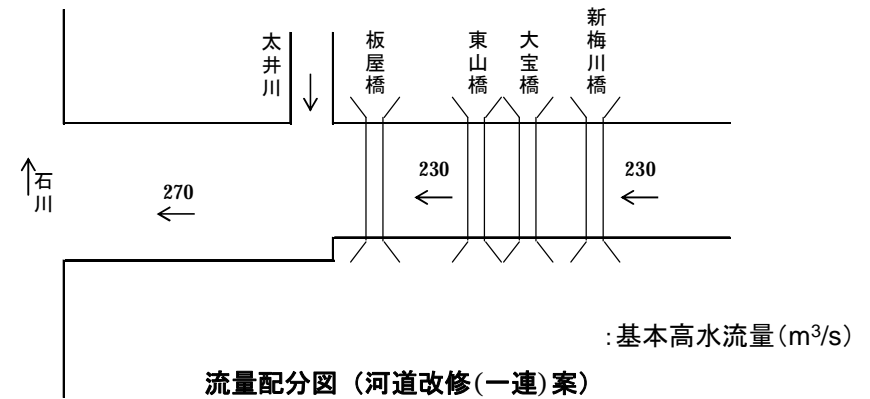 新梅川橋
大宝橋
東山橋
板屋橋
太井川
230
230
270
石川
:基本高水流量(m³/s)
流量配分図（河道改修(一連)案）